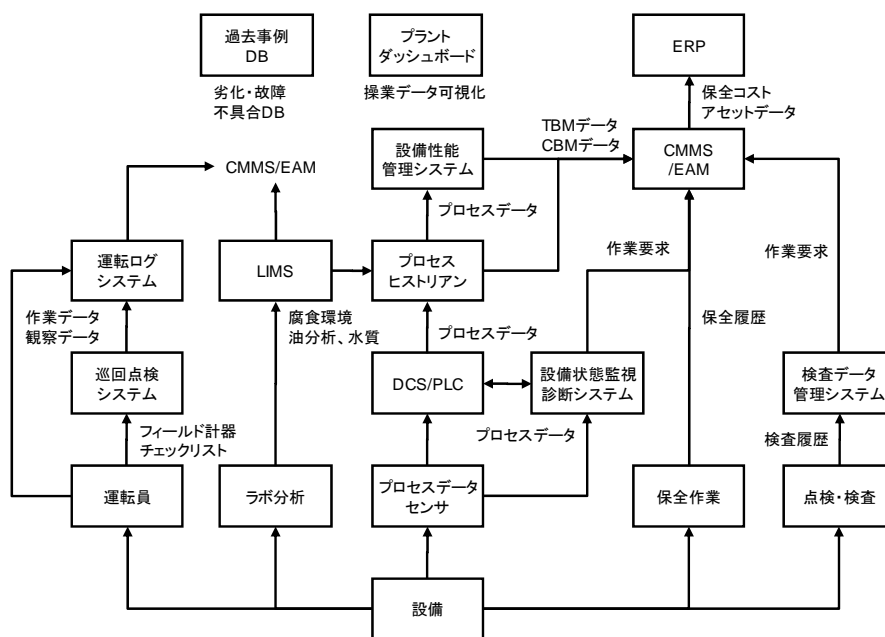 過去事例
DB
プラント
ダッシュボード
ERP
劣化・故障
不具合DB
操業データ可視化
保全コスト
アセットデータ
TBMデータ
CBMデータ
設備性能
管理システム
CMMS
/EAM
CMMS/EAM
プロセスデータ
運転ログ
システム
LIMS
プロセス
ヒストリアン
作業要求
作業要求
作業データ
観察データ
腐食環境
油分析、水質
プロセスデータ
保全履歴
巡回点検
システム
DCS/PLC
設備状態監視
診断システム
検査データ
管理システム
フィールド計器
チェックリスト
プロセスデータ
検査履歴
運転員
ラボ分析
プロセスデータ
センサ
保全作業
点検・検査
設備